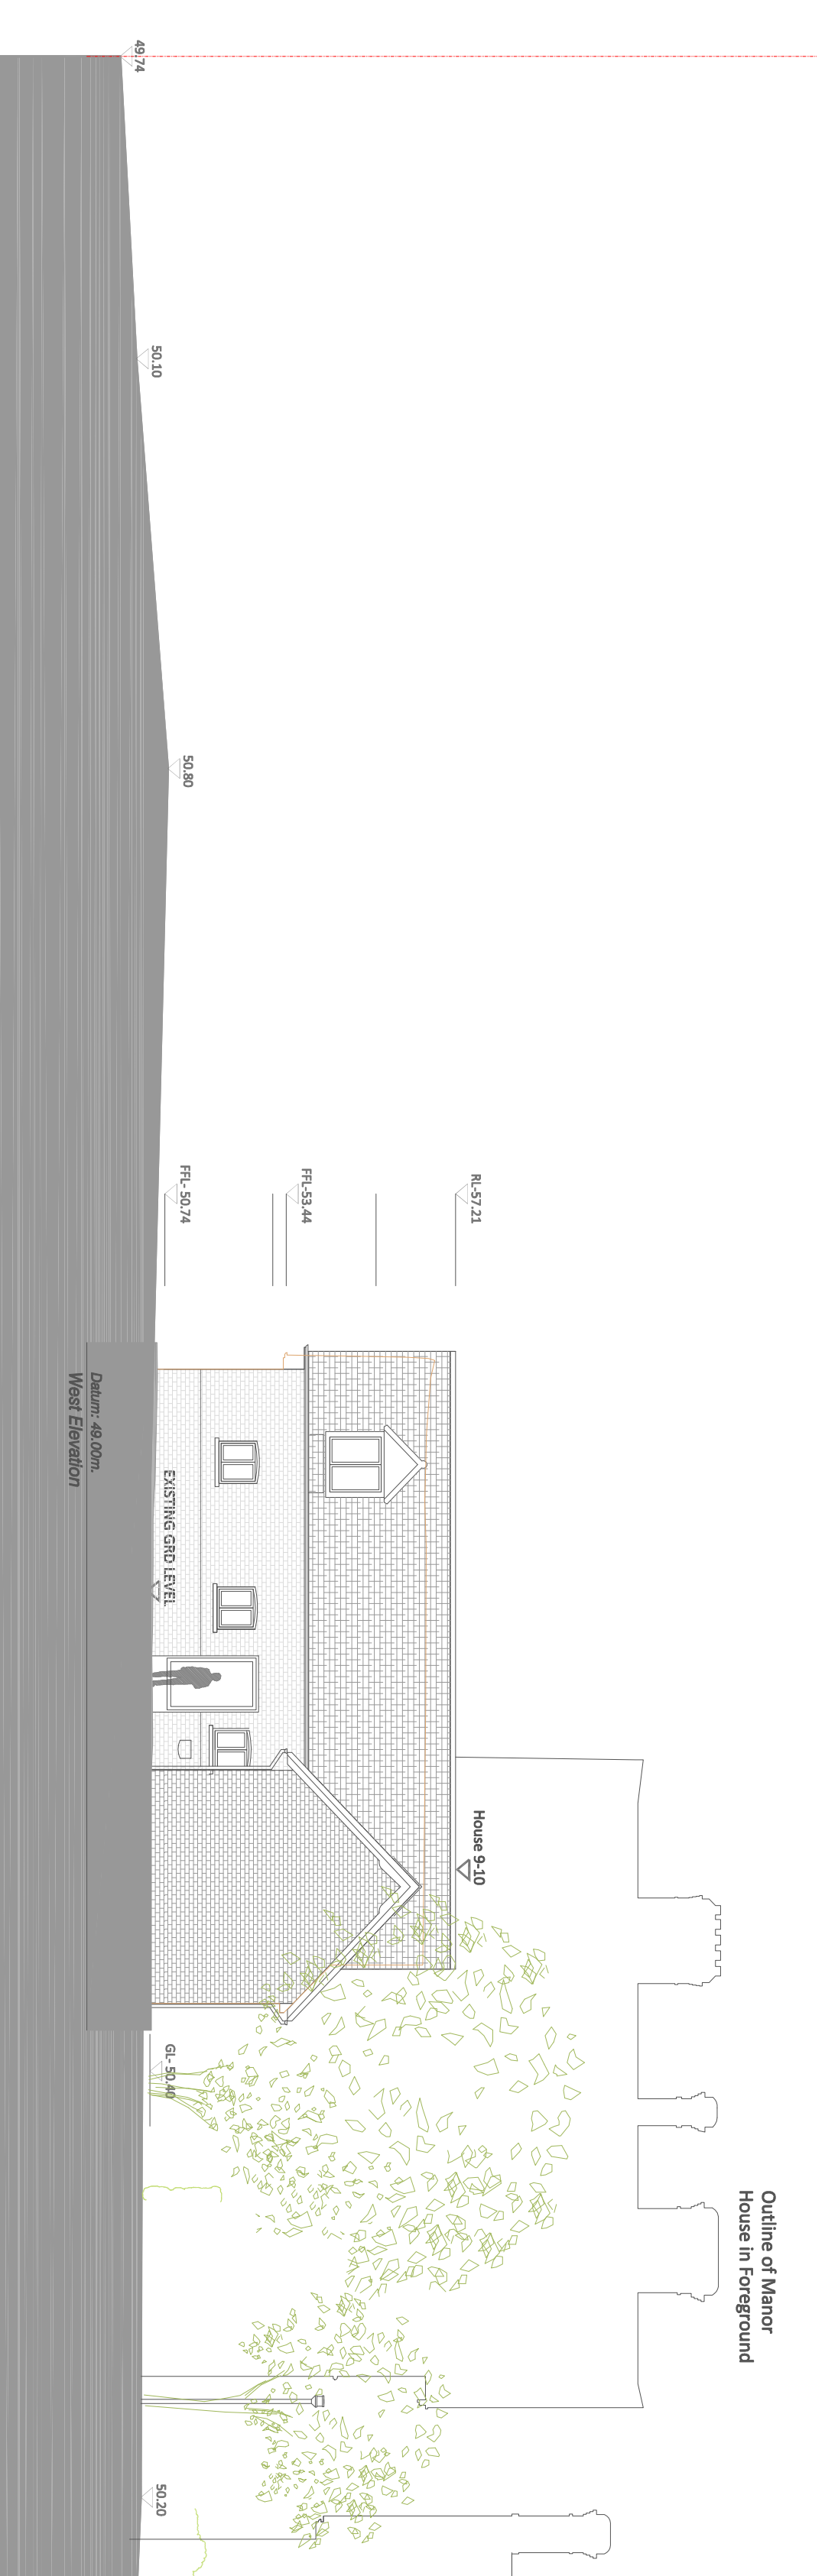 49.74
50.10
50.80
FFL- 50.74
FFL-53.44
RL-57.21
Datum: 49.00m.
West Elevation
EXISTING GRD LEVEL
House 9-10
GL- 50.40
Outline of Manor
House in Foreground
50.20